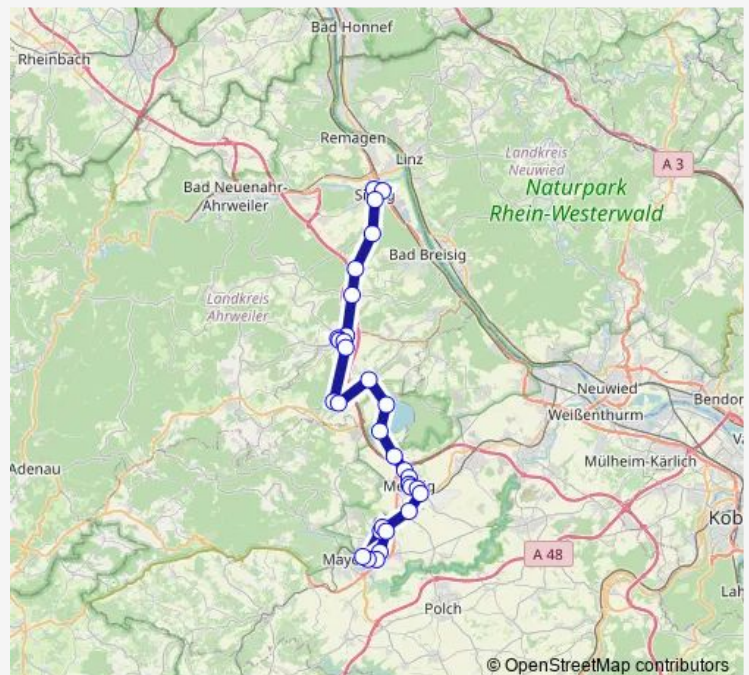 Bad Honnef
Rheinbach
Remagen
Linz
Landkreis
Neuwied
A 3
Bad Neuenahr-
Ahrweiler
Naturpark
Rhein-Westerwald
Bad Breisig
Landkreis
Ahrweiler
Neuwied
Bendor
Weißenthurm
Adenau
Mülheim-Kärlich
Kob
A 48
Polch
Lah
© OpenStreetMap contributors